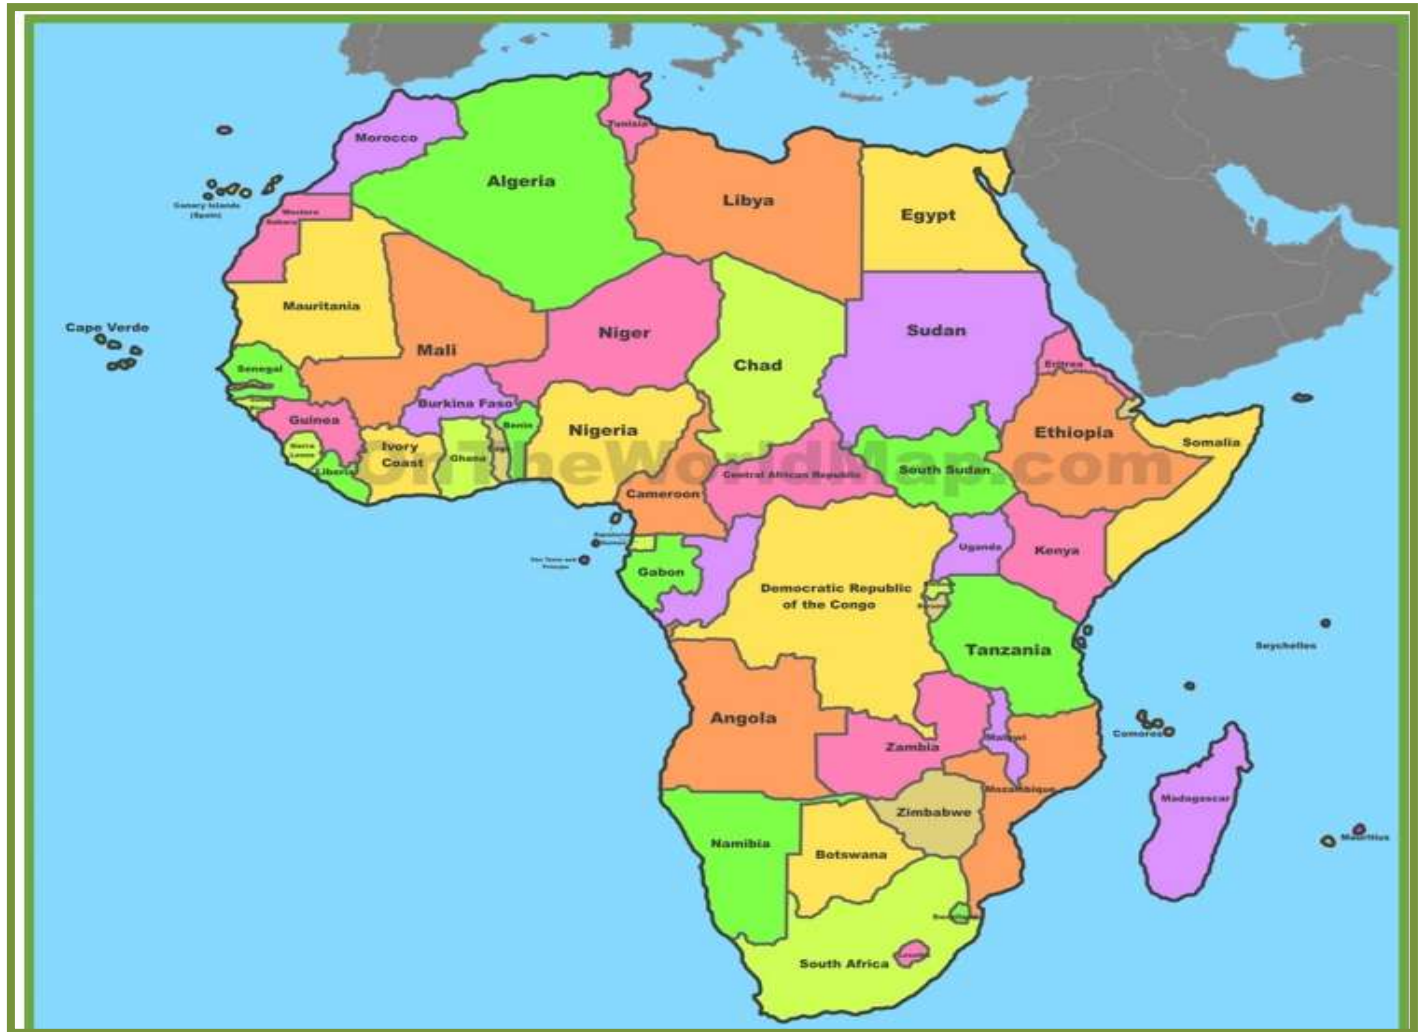 Tunisia
Morocco
Algeria
Libya
Egypt
Canary Islands
(Spain)
Western
Sahara
Mauritania
Mali
Niger
Chad
Sudan
Cape Verde
Eritrea
Senegal
Burkina Faso
Guinea
Benin
Nigeria
Ethiopia
Somalia
Ivory
Coast
Ghana
Sierra
Leone
Liberia
OnTheWorldMap.com
South Sudan
Central African Republic
Cameroon
Uganda
Kenya
Gabon
Democratic Republic
of the Congo
Tanzania
Seychelles
Angola
Zambia
Malawi
Comoros
Mozambique
Madagascar
Zimbabwe
Namibia
Botswana
Mauritius
South Africa